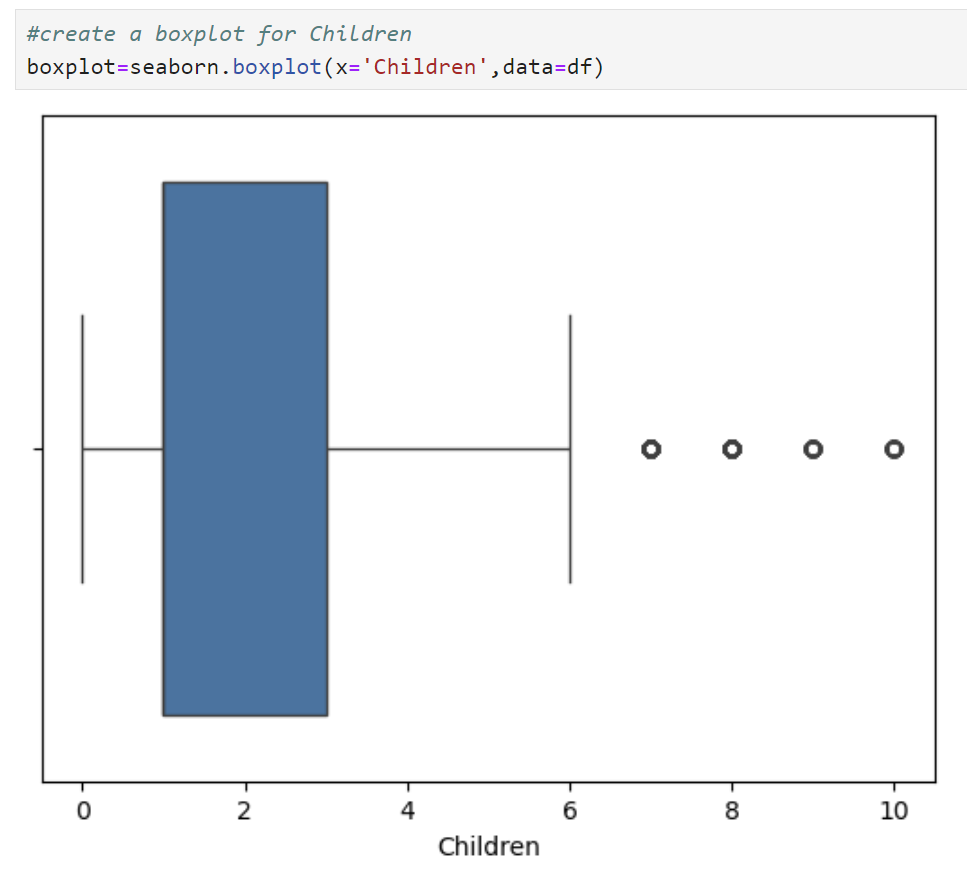 #create a boxplot for Children
boxplot=seaborn.boxplot(x='Children',data=df)
0 2 4 6 8 10
Children